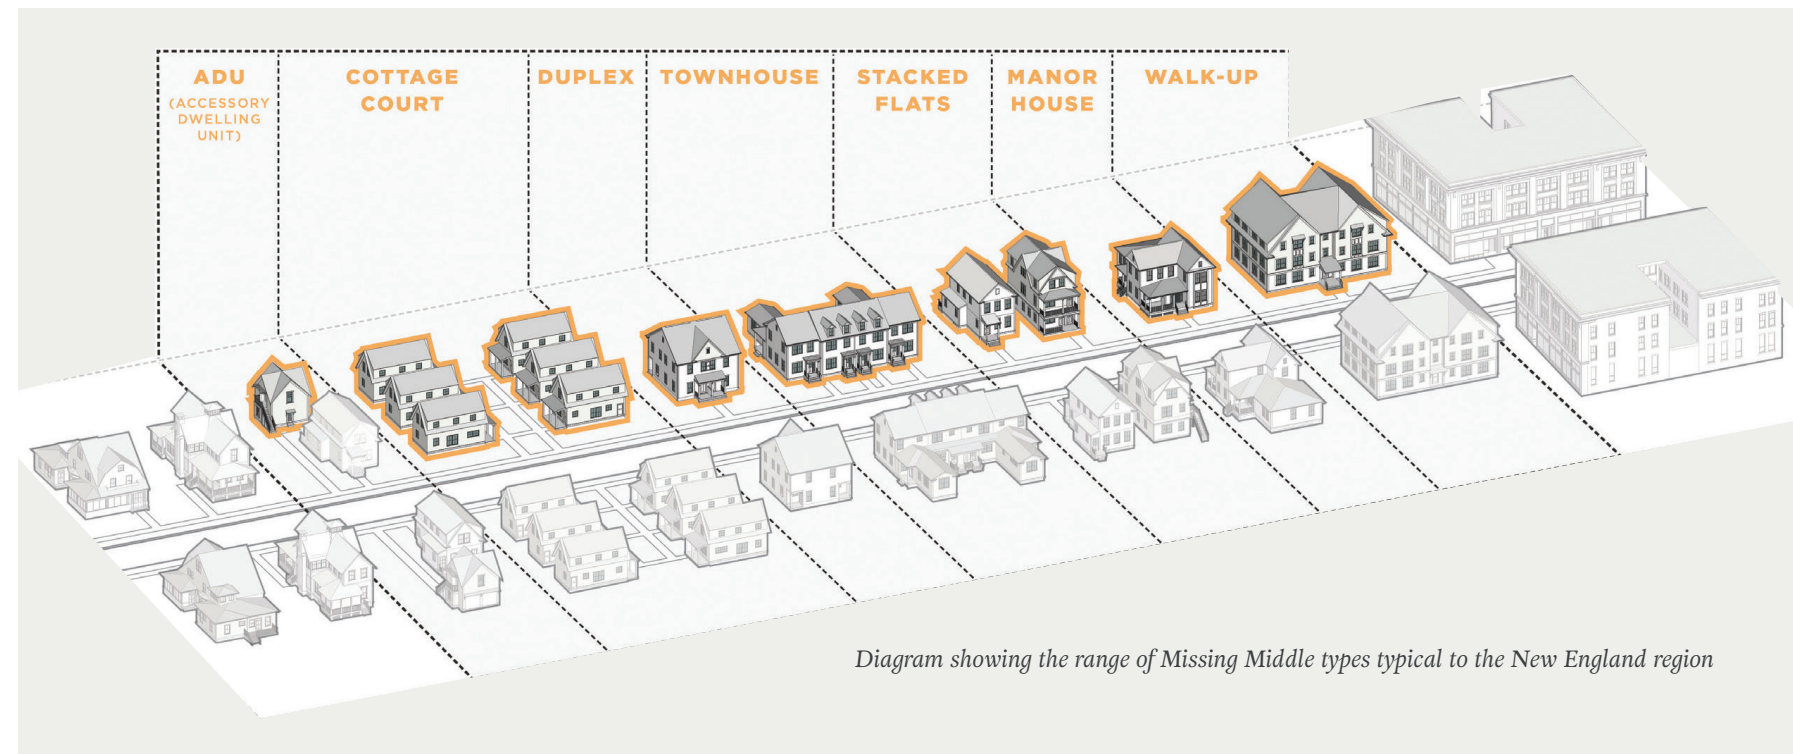 ADU
(ACCESSORY
DWELLING
UNIT)
COTTAGE
COURT
DUPLEX
TOWNHOUSE
STACKED
FLATS
MANOR
HOUSE
WALK-UP
Diagram showing the range of Missing Middle types typical to the New England region